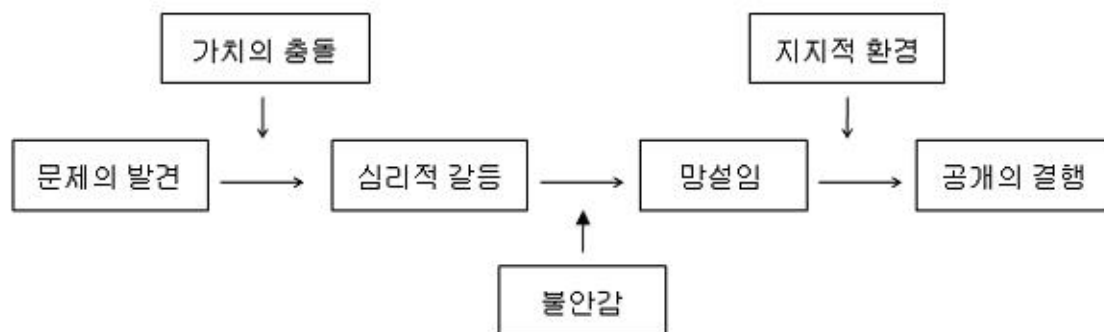 가치의 충돌
지지적 환경
문제의 발견
심리적 갈등
망설임
공개의 결행
불안감